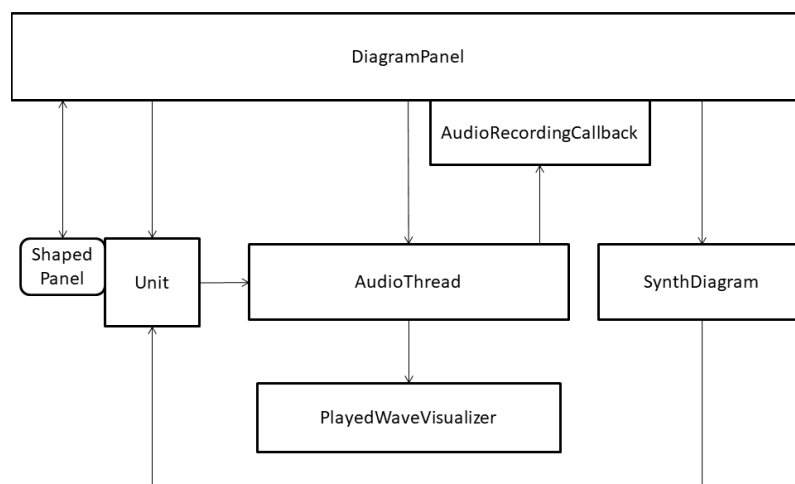 DiagramPanel
AudioRecordingCallback
Shaped
Panel
Unit
AudioThread
SynthDiagram
PlayedWaveVisualizer